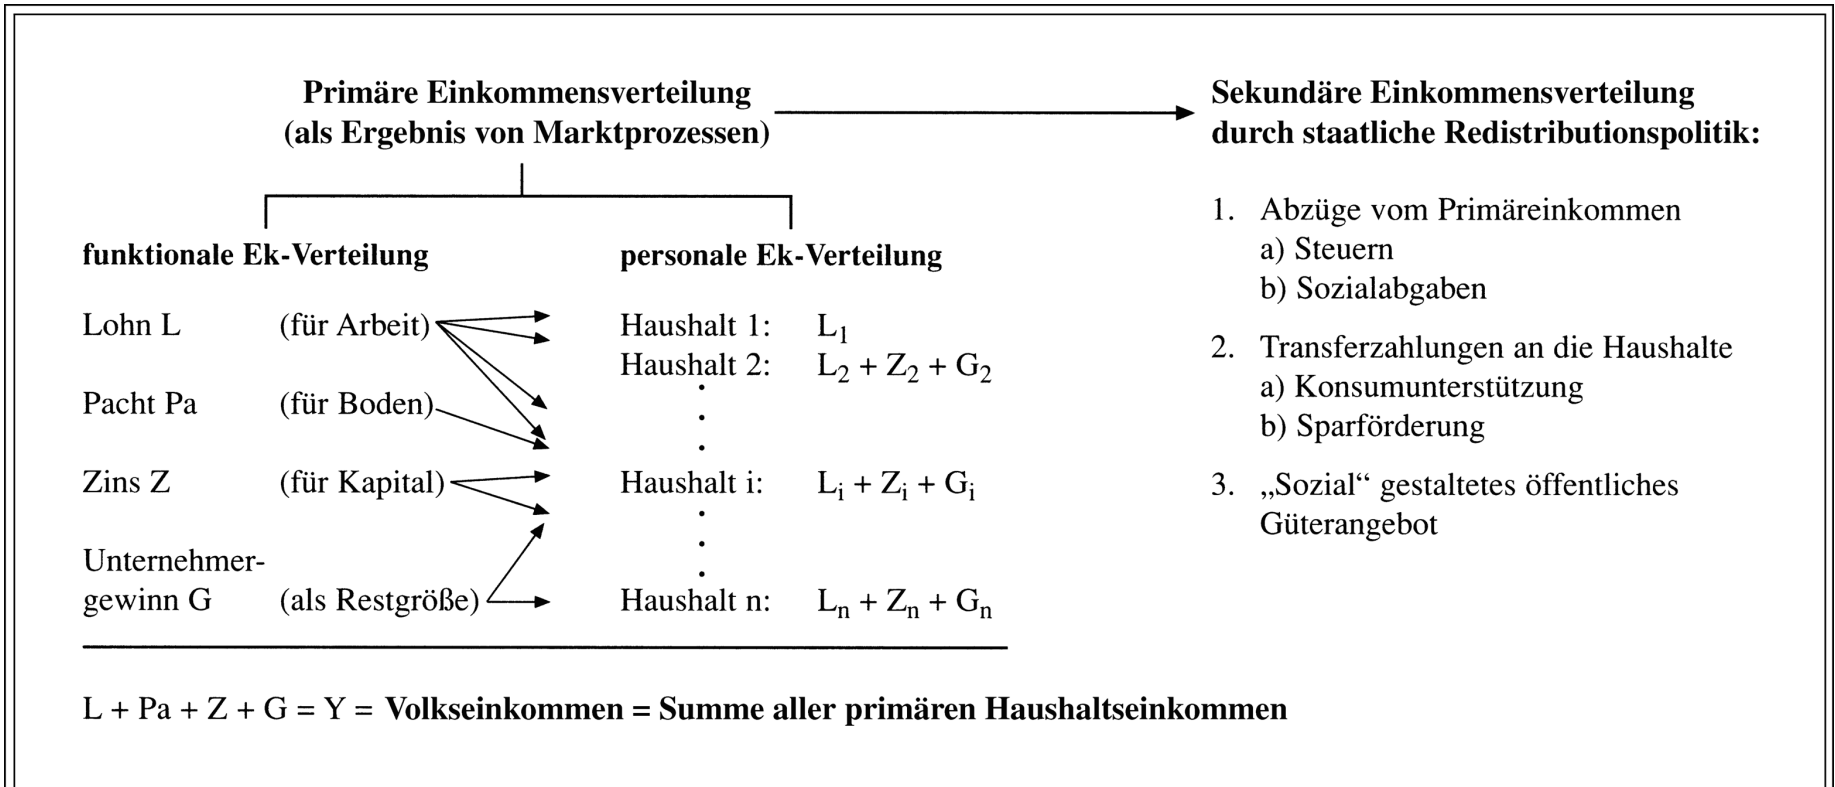 Primäre Einkommensverteilung
(als Ergebnis von Marktprozessen)
funktionale Ek-Verteilung
Lohn L (für Arbeit)
Pacht Pa (für Boden)
Zins Z (für Kapital)
Unternehmer-
gewinn G (als Restgröße)
personale Ek-Verteilung
Haushalt 1: L₁
Haushalt 2: L₂ + Z₂ + G₂
.
.
.
Haushalt i: Lᵢ + Zᵢ + Gᵢ
.
.
.
Haushalt n: Lₙ + Zₙ + Gₙ
L + Pa + Z + G = Y = Volkseinkommen = Summe aller primären Haushaltseinkommen
Sekundäre Einkommensverteilung
durch staatliche Redistributionspolitik:
1. Abzüge vom Primäreinkommen
a) Steuern
b) Sozialabgaben
2. Transferzahlungen an die Haushalte
a) Konsumunterstützung
b) Sparförderung
3. „Sozial“ gestaltetes öffentliches
Güterangebot